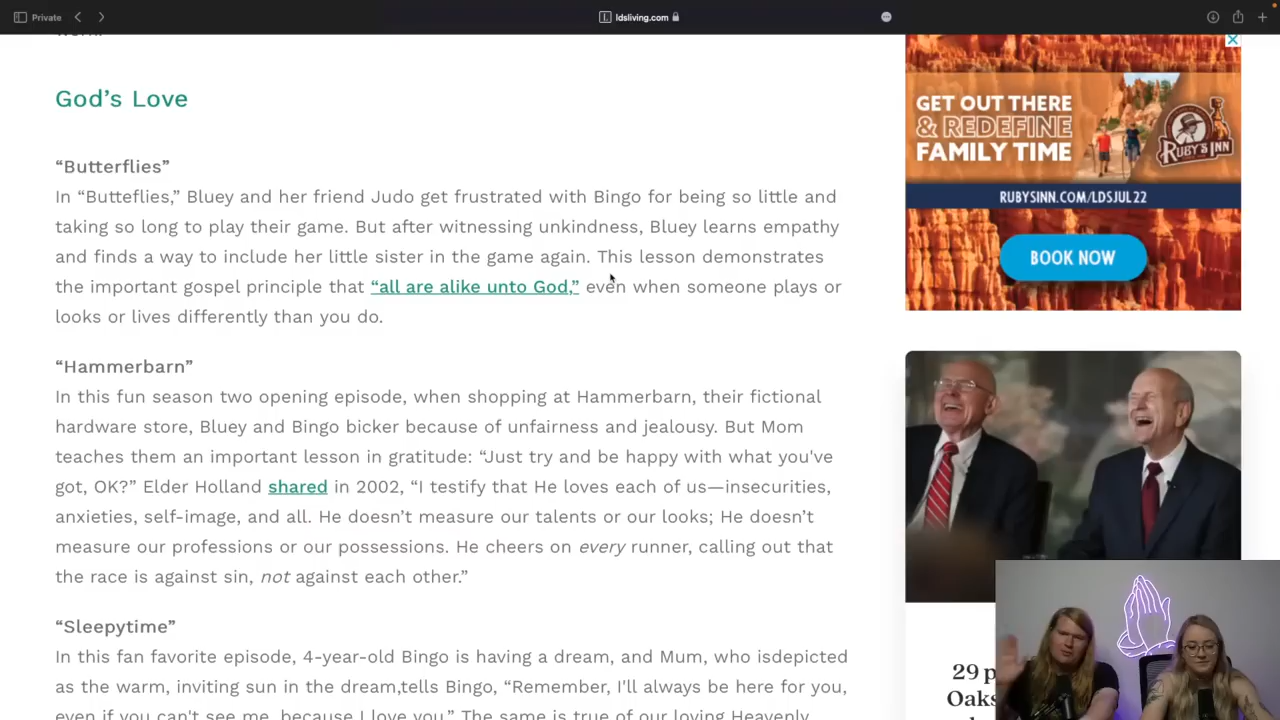 Private
ldsliving.com
God’s Love
“Butterflies”
In “Butteflies,” Bluey and her friend Judo get frustrated with Bingo for being so little and
taking so long to play their game. But after witnessing unkindness, Bluey learns empathy
and finds a way to include her little sister in the game again. This lesson demonstrates
the important gospel principle that “all are alike unto God,” even when someone plays or
looks or lives differently than you do.
“Hammerbarn”
In this fun season two opening episode, when shopping at Hammerbarn, their fictional
hardware store, Bluey and Bingo bicker because of unfairness and jealousy. But Mom
teaches them an important lesson in gratitude: “Just try and be happy with what you've
got, OK?” Elder Holland shared in 2002, “I testify that He loves each of us—insecurities,
anxieties, self-image, and all. He doesn’t measure our talents or our looks; He doesn’t
measure our professions or our possessions. He cheers on every runner, calling out that
the race is against sin, not against each other.”
“Sleepytime”
In this fan favorite episode, 4-year-old Bingo is having a dream, and Mum, who isdepicted
as the warm, inviting sun in the dream,tells Bingo, “Remember, I'll always be here for you,
even if you can't see me, because I love you.” The same is true of our loving Heavenly
GET OUT THERE
& REDEFINE
FAMILY TIME
RUBY'S INN
RUBYSINN.COM/LDSJUL22
BOOK NOW
29 p
Oaks